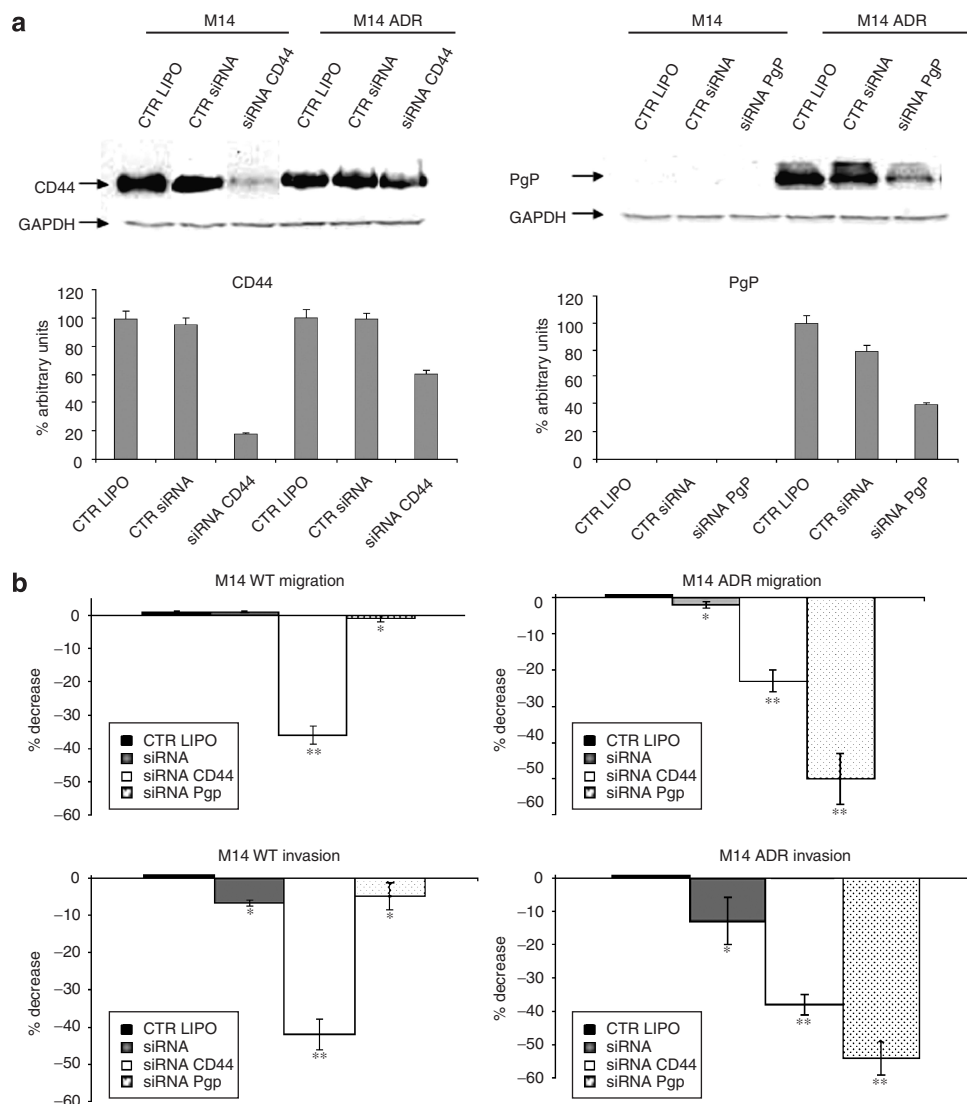 a
M14
M14 ADR
CTR LIPO
CTR siRNA
siRNA CD44
CTR LIPO
CTR siRNA
siRNA CD44
CD44
GAPDH
CD44
120
100
80
60
40
20
0
% arbitrary units
CTR LIPO
CTR siRNA
siRNA CD44
CTR LIPO
CTR siRNA
siRNA CD44
M14
M14 ADR
CTR LIPO
CTR siRNA
siRNA PgP
CTR LIPO
CTR siRNA
siRNA PgP
PgP
GAPDH
PgP
120
100
80
60
40
20
0
% arbitrary units
CTR LIPO
CTR siRNA
siRNA PgP
CTR LIPO
CTR siRNA
siRNA PgP
b
M14 WT migration
0
–10
–20
–30
–40
–50
–60
% decrease
**
*
CTR LIPO
siRNA
siRNA CD44
siRNA Pgp
M14 ADR migration
0
–10
–20
–30
–40
–50
–60
% decrease
*
**
**
CTR LIPO
siRNA
siRNA CD44
siRNA Pgp
M14 WT invasion
0
–10
–20
–30
–40
–50
–60
% decrease
*
**
*
CTR LIPO
siRNA
siRNA CD44
siRNA Pgp
M14 ADR invasion
0
–10
–20
–30
–40
–50
–60
% decrease
*
**
**
CTR LIPO
siRNA
siRNA CD44
siRNA Pgp